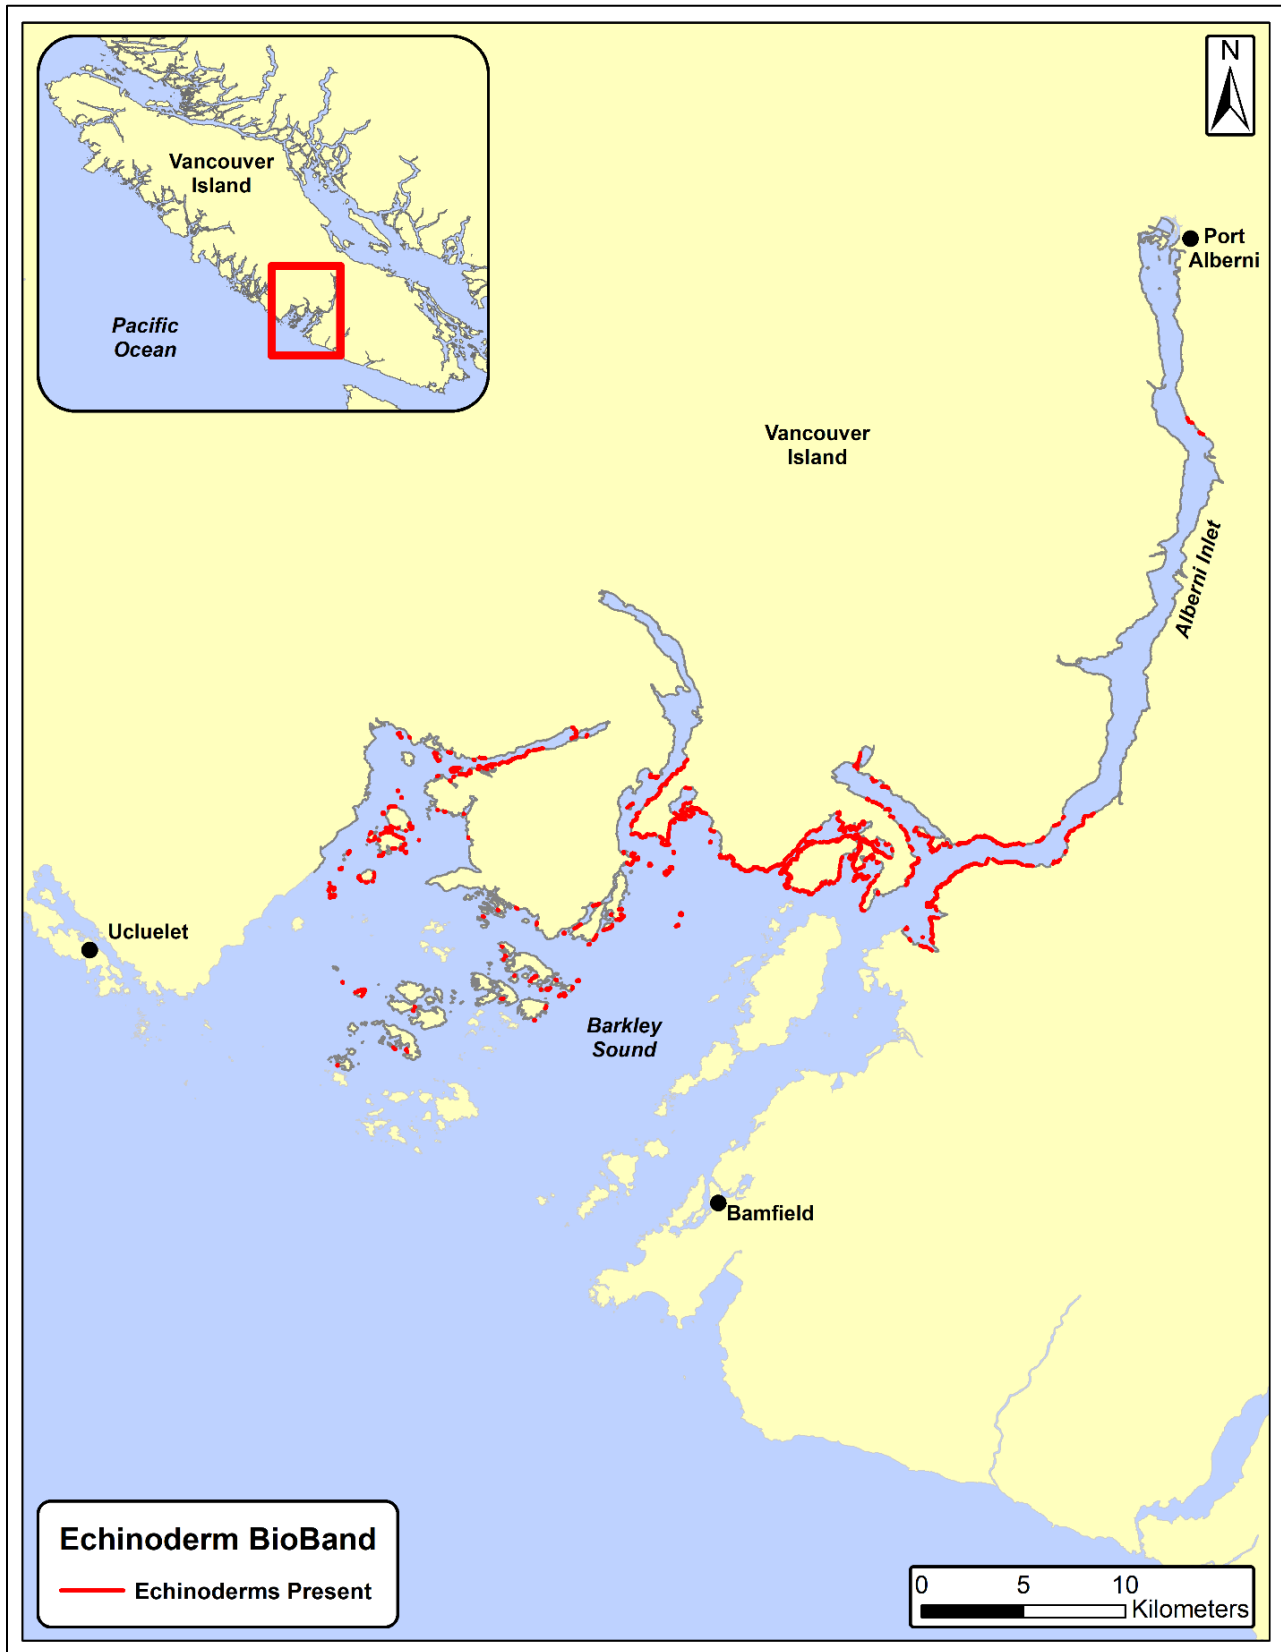 Vancouver
Island
Pacific
Ocean
N
Port
Alberni
Vancouver
Island
Alberni Inlet
Ucluelet
Barkley
Sound
Bamfield
Echinoderm BioBand
Echinoderms Present
0 5 10
Kilometers